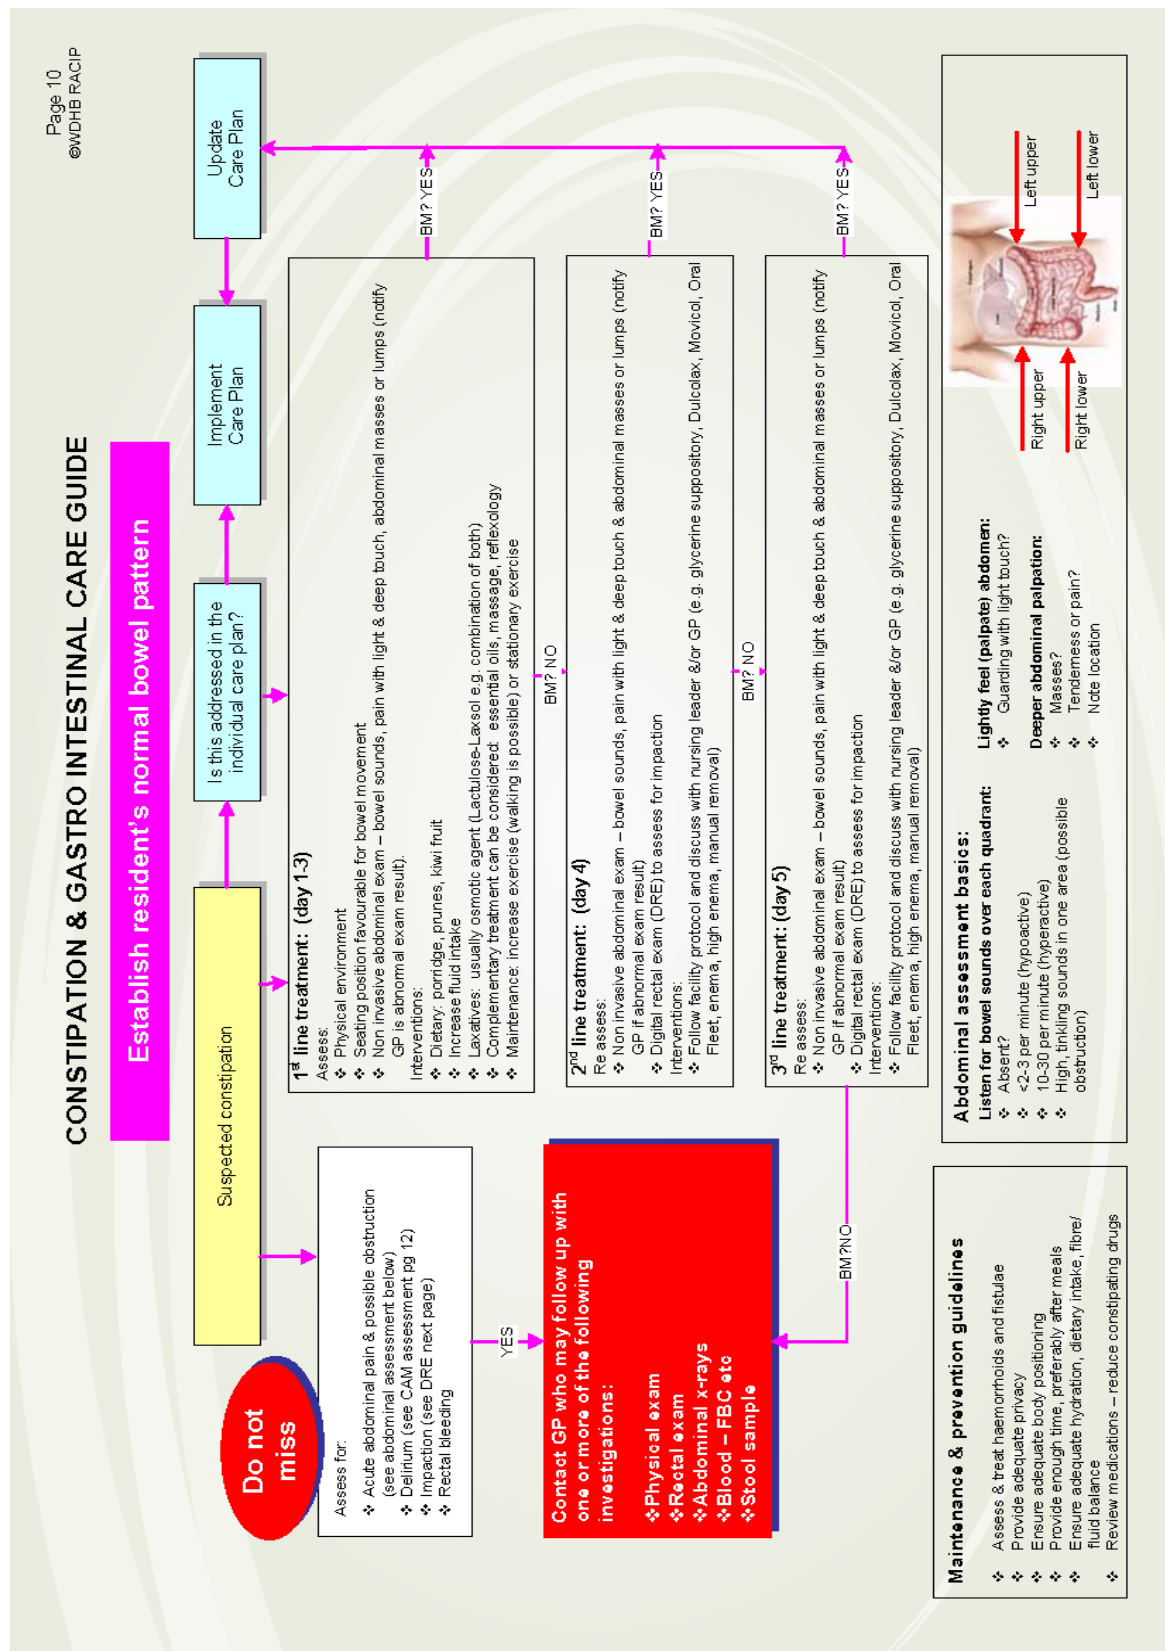 Page 10
©WDHB RACIP
CONSTIPATION & GASTRO INTESTINAL CARE GUIDE
Establish resident's normal bowel pattern
Suspected constipation
Is this addressed in the
individual care plan?
Implement
Care Plan
Update
Care Plan
Do not
miss
Assess for:
❖ Acute abdominal pain & possible obstruction
(see abdominal assessment below)
❖ Delirium (see CAM assessment pg 12)
❖ Impaction (see DRE next page)
❖ Rectal bleeding
YES
Contact GP who may follow up with
one or more of the following
investigations:
❖Physical exam
❖Rectal exam
❖Abdominal x-rays
❖Blood – FBC etc
❖Stool sample
1st line treatment: (day 1-3)
Assess:
❖ Physical environment
❖ Seating position favourable for bowel movement
❖ Non invasive abdominal exam – bowel sounds, pain with light & deep touch, abdominal masses or lumps (notify
GP is abnormal exam result).
Interventions:
❖ Dietary: porridge, prunes, kiwi fruit
❖ Increase fluid intake
❖ Laxatives: usually osmotic agent (Lactulose-Laxsol e.g. combination of both)
❖ Complementary treatment can be considered: essential oils, massage, reflexology
❖ Maintenance: increase exercise (walking is possible) or stationary exercise
BM? YES
BM? NO
2nd line treatment: (day 4)
Re assess:
❖ Non invasive abdominal exam – bowel sounds, pain with light & deep touch & abdominal masses or lumps (notify
GP if abnormal exam result)
❖ Digital rectal exam (DRE) to assess for impaction
Interventions:
❖ Follow facility protocol and discuss with nursing leader &/or GP (e.g. glycerine suppository, Dulcolax, Movicol, Oral
Fleet, enema, high enema, manual removal)
BM? YES
BM? NO
3rd line treatment: (day 5)
Re assess:
❖ Non invasive abdominal exam – bowel sounds, pain with light & deep touch & abdominal masses or lumps (notify
GP if abnormal exam result)
❖ Digital rectal exam (DRE) to assess for impaction
Interventions:
❖ Follow facility protocol and discuss with nursing leader &/or GP (e.g. glycerine suppository, Dulcolax, Movicol, Oral
Fleet, enema, high enema, manual removal)
BM? YES
BM?NO
Maintenance & prevention guidelines
❖ Assess & treat haemorrhoids and fistulae
❖ Provide adequate privacy
❖ Ensure adequate body positioning
❖ Provide enough time, preferably after meals
❖ Ensure adequate hydration, dietary intake, fibre/
fluid balance
❖ Review medications – reduce constipating drugs
Abdominal assessment basics:
Listen for bowel sounds over each quadrant:
❖ Absent?
❖ <2-3 per minute (hypoactive)
❖ 10-30 per minute (hyperactive)
❖ High, tinkling sounds in one area (possible
obstruction)
Lightly feel (palpate) abdomen:
❖ Guarding with light touch?
Deeper abdominal palpation:
❖ Masses?
❖ Tenderness or pain?
❖ Note location
Right upper
Right lower
Left upper
Left lower